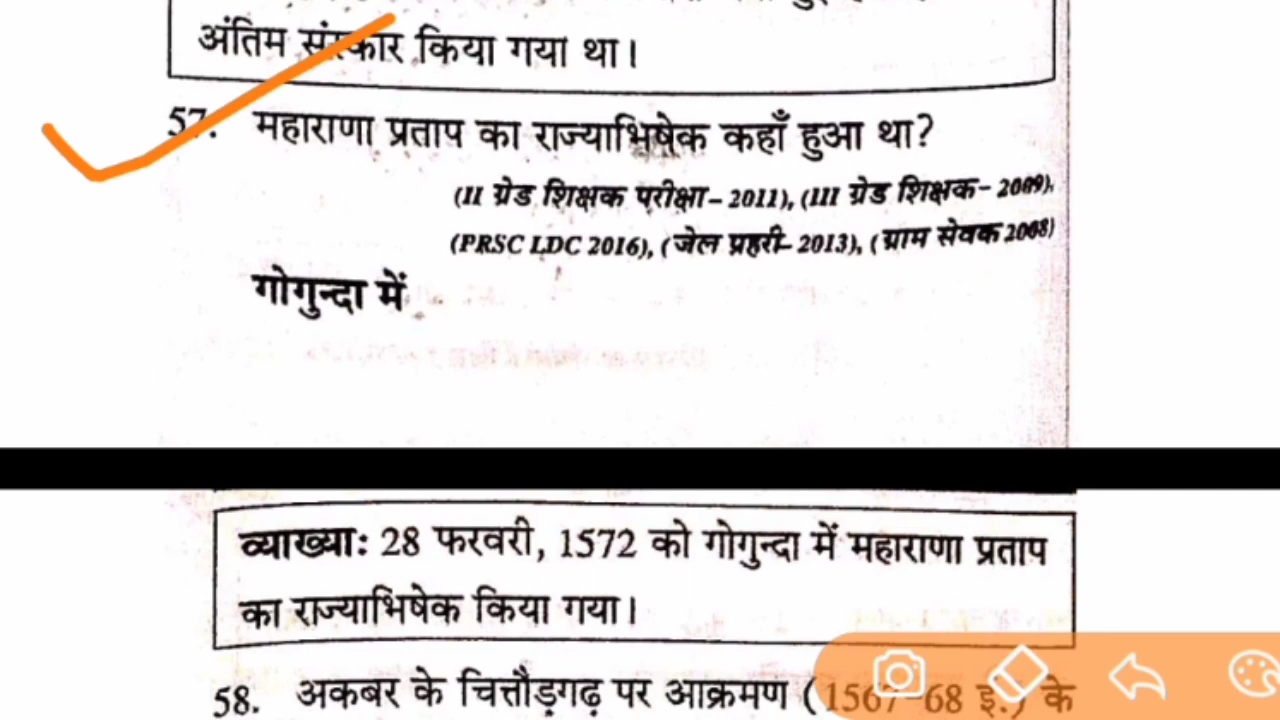 अंतिम संस्कार किया गया था।
57. महाराणा प्रताप का राज्याभिषेक कहाँ हुआ था?
(II ग्रेड शिक्षक परीक्षा–2011), (III ग्रेड शिक्षक–2009),
(PRSC LDC 2016), (जेल प्रहरी–2013), (ग्राम सेवक 2008)
गोगुन्दा में
व्याख्याः 28 फरवरी, 1572 को गोगुन्दा में महाराणा प्रताप
का राज्याभिषेक किया गया।
58. अकबर के चित्तौड़गढ़ पर आक्रमण (1567-68 इ.) के